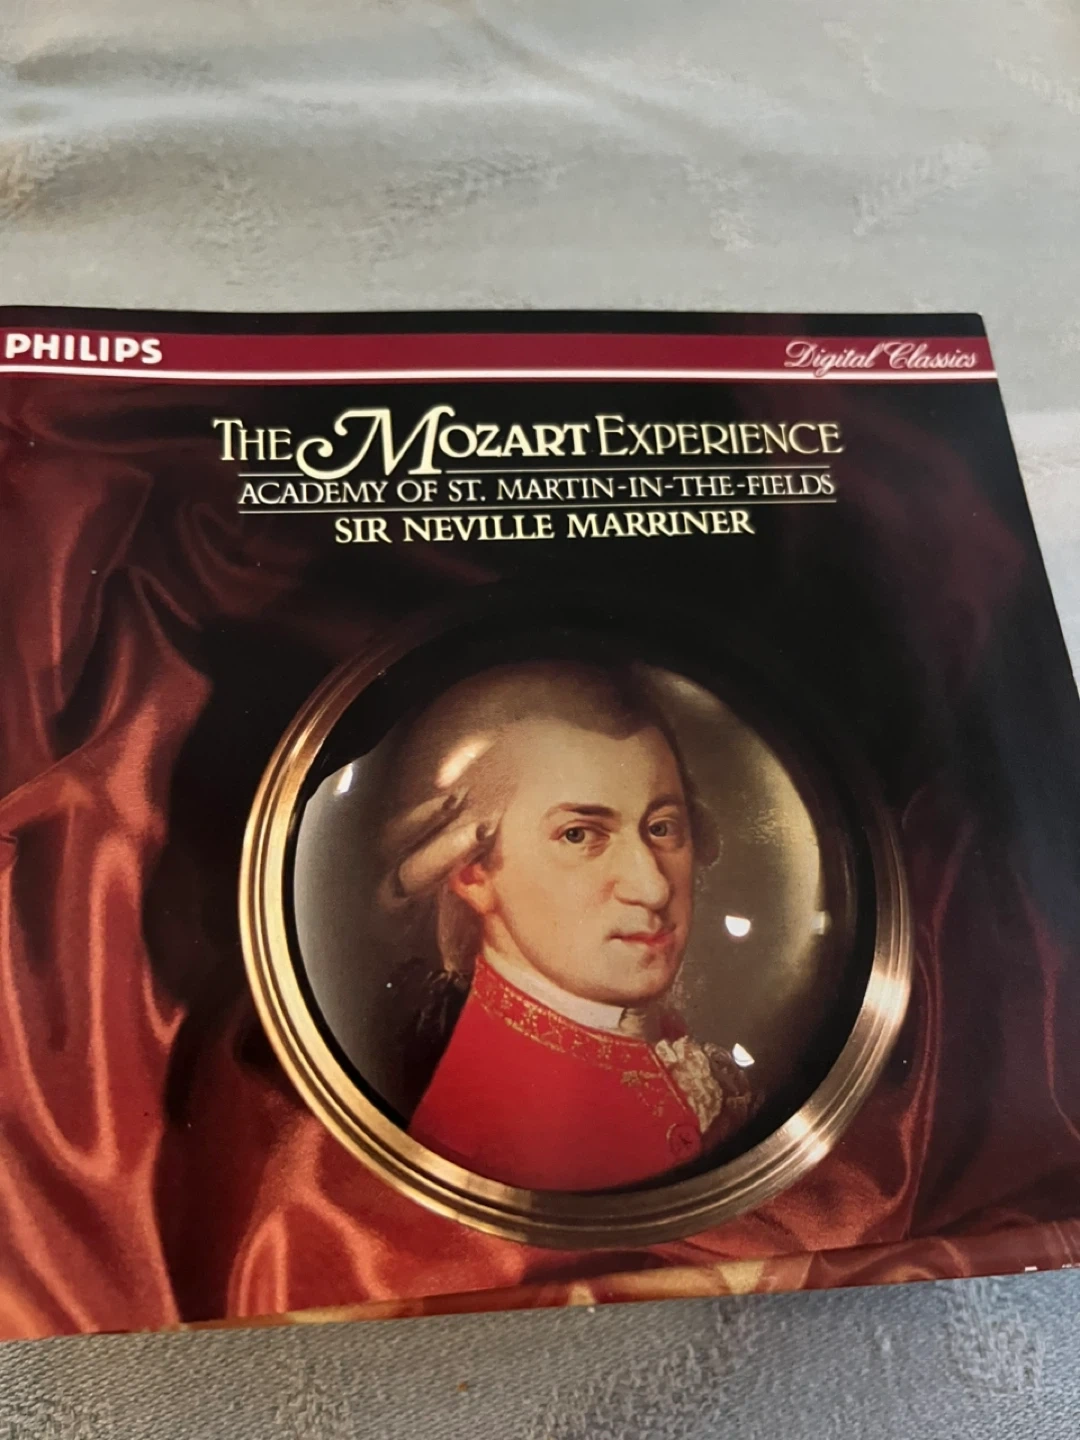 PHILIPS
Digital Classics
THE MOZART EXPERIENCE
ACADEMY OF ST. MARTIN-IN-THE-FIELDS
SIR NEVILLE MARRINER